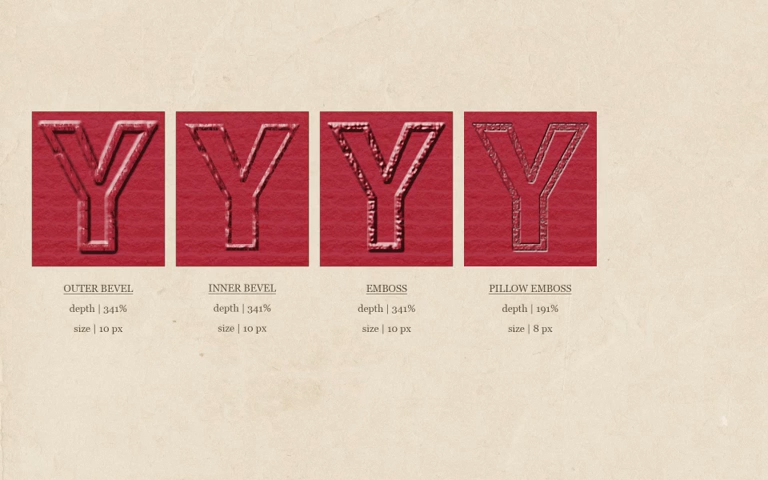 Y Y Y Y
OUTER BEVEL
depth | 341%
size | 10 px
INNER BEVEL
depth | 341%
size | 10 px
EMBOSS
depth | 341%
size | 10 px
PILLOW EMBOSS
depth | 191%
size | 8 px